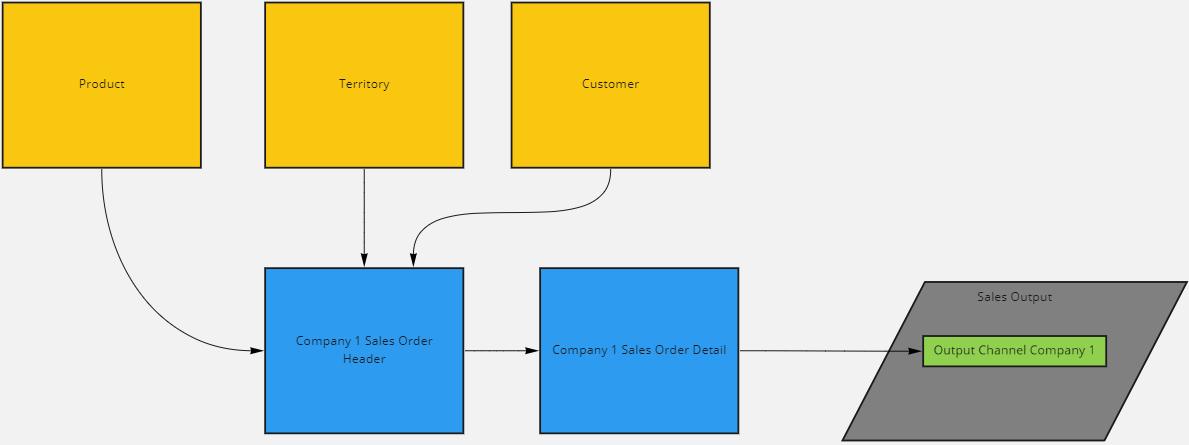 Product
Territory
Customer
Company 1 Sales Order
Header
Company 1 Sales Order Detail
Sales Output
Output Channel Company 1